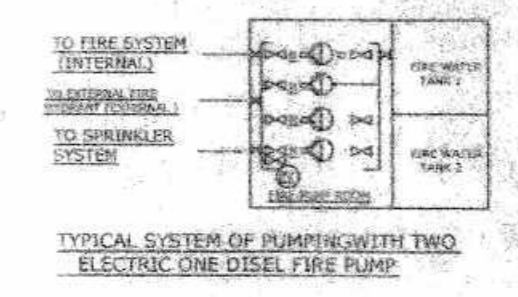 TO FIRE SYSTEM
(INTERNAL)
TO EXTERNAL FIRE
HYDRANT (EXTERNAL)
TO SPRINKLER
SYSTEM
FIRE WATER
TANK 1
FIRE WATER
TANK 2
FIRE PUMP ROOM
TYPICAL SYSTEM OF PUMPINGWITH TWO
ELECTRIC ONE DISEL FIRE PUMP